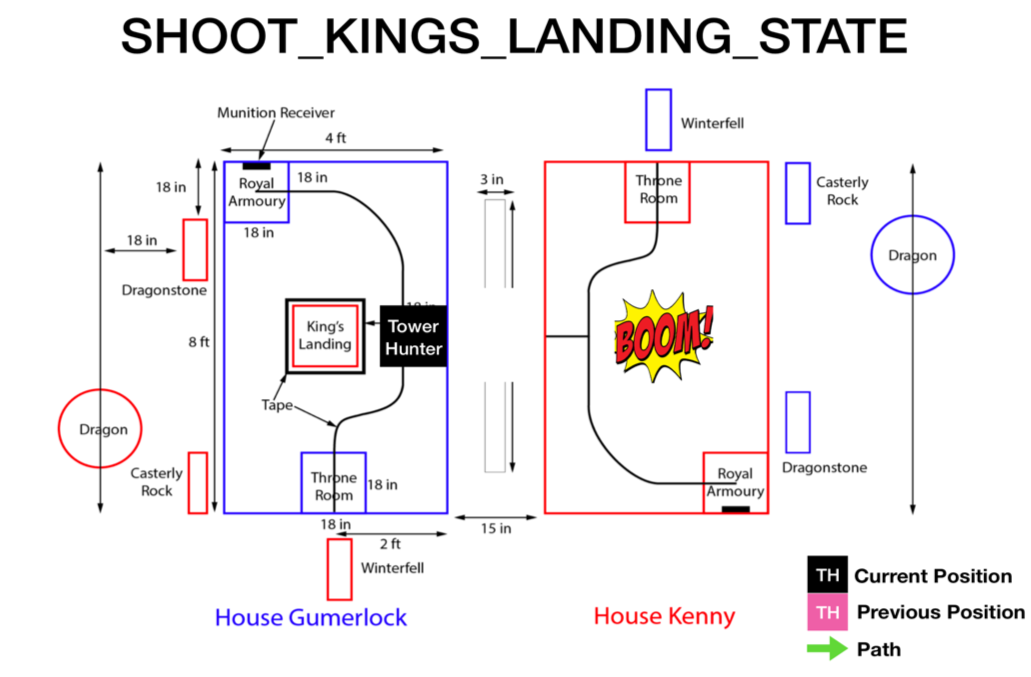 SHOOT_KINGS_LANDING_STATE
Munition Receiver
4 ft
Winterfell
18 in
Royal
Armoury
18 in
18 in
3 in
Throne
Room
Casterly
Rock
18 in
Dragonstone
Dragon
King's
Landing
18 in
Tower
Hunter
BOOM!
8 ft
Tape
Dragon
Casterly
Rock
Throne
Room
18 in
Royal
Armoury
Dragonstone
18 in
2 ft
15 in
Winterfell
House Gumerlock
House Kenny
TH Current Position
TH Previous Position
Path